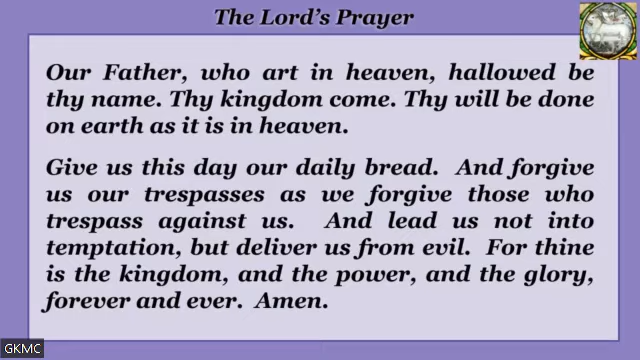 The Lord's Prayer
Our Father, who art in heaven, hallowed be
thy name. Thy kingdom come. Thy will be done
on earth as it is in heaven.
Give us this day our daily bread.  And forgive
us our trespasses as we forgive those who
trespass against us.  And lead us not into
temptation, but deliver us from evil.  For thine
is the kingdom, and the power, and the glory,
forever and ever.  Amen.
GKMC